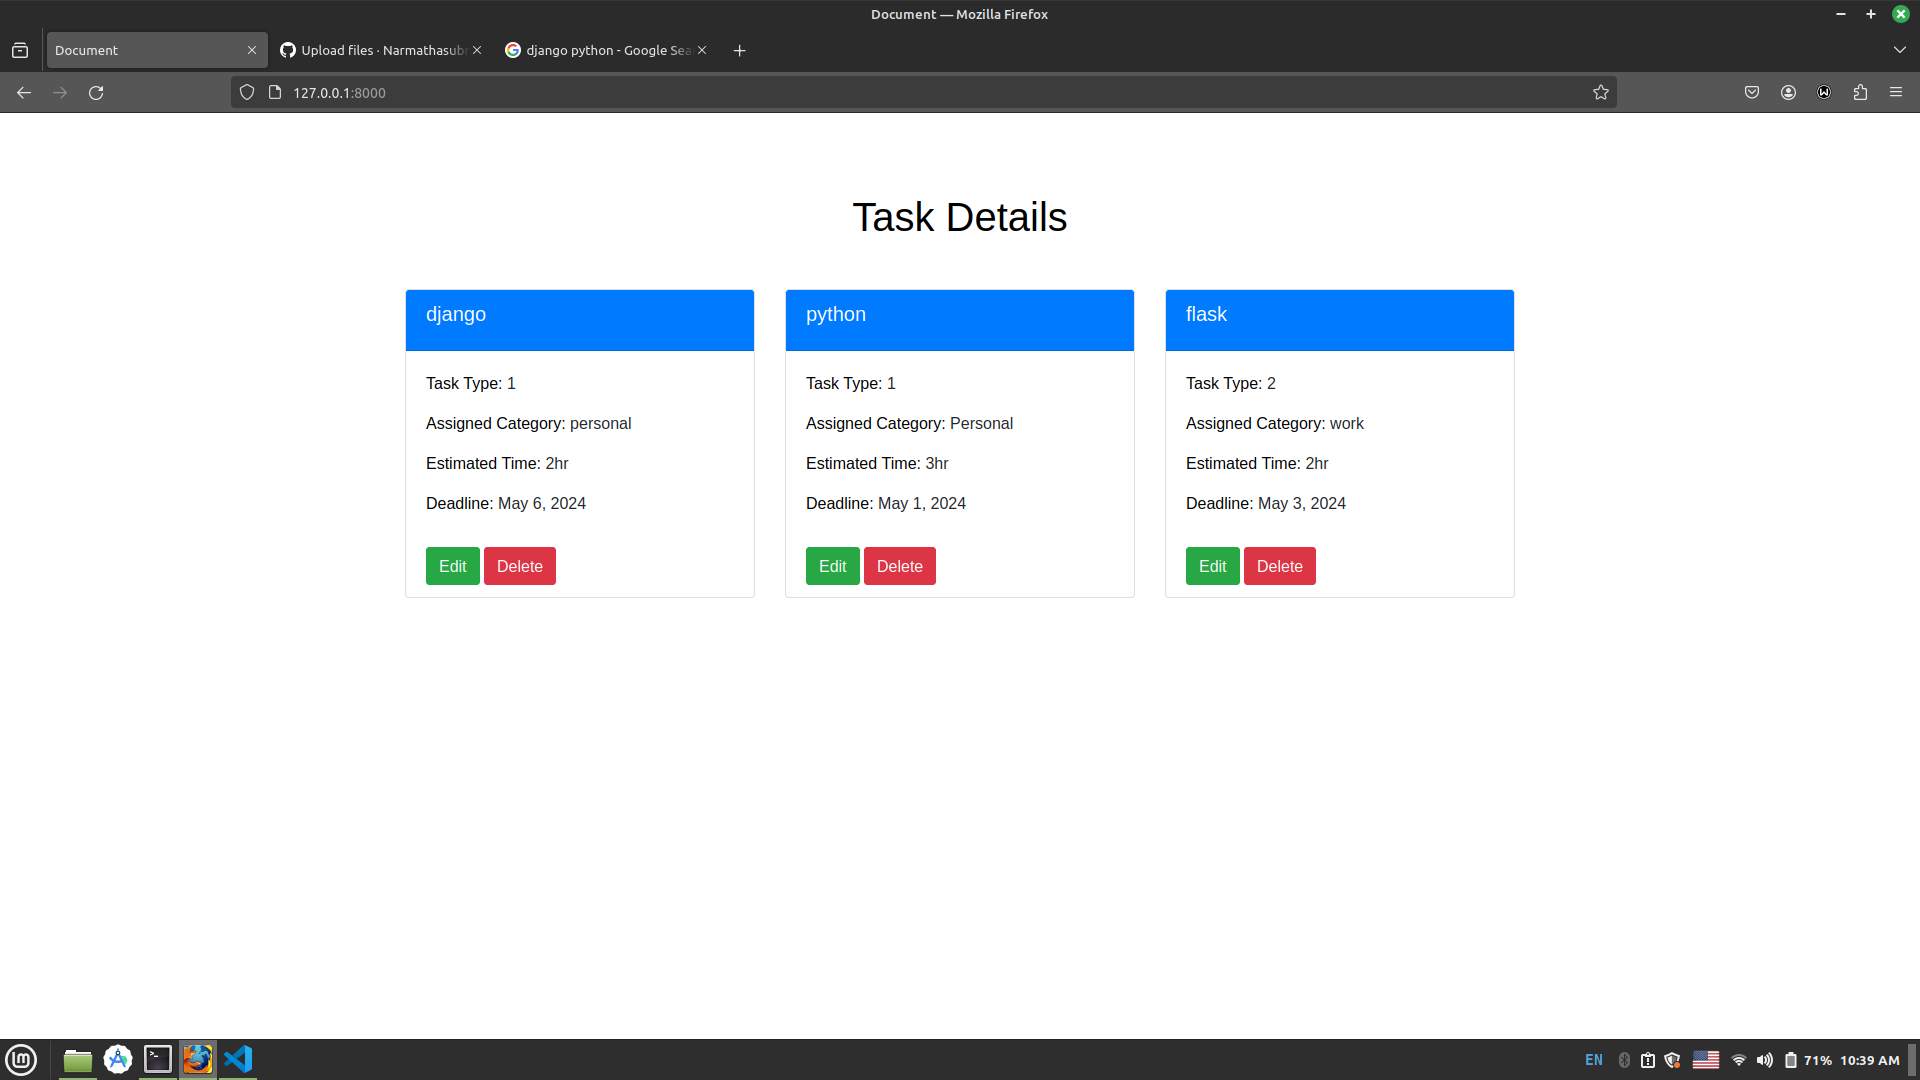 Document — Mozilla Firefox
Document
Upload files · Narmathasubr
django python - Google Sea
127.0.0.1:8000
Task Details
django
Task Type: 1
Assigned Category: personal
Estimated Time: 2hr
Deadline: May 6, 2024
Edit Delete
python
Task Type: 1
Assigned Category: Personal
Estimated Time: 3hr
Deadline: May 1, 2024
Edit Delete
flask
Task Type: 2
Assigned Category: work
Estimated Time: 2hr
Deadline: May 3, 2024
Edit Delete
EN 71% 10:39 AM